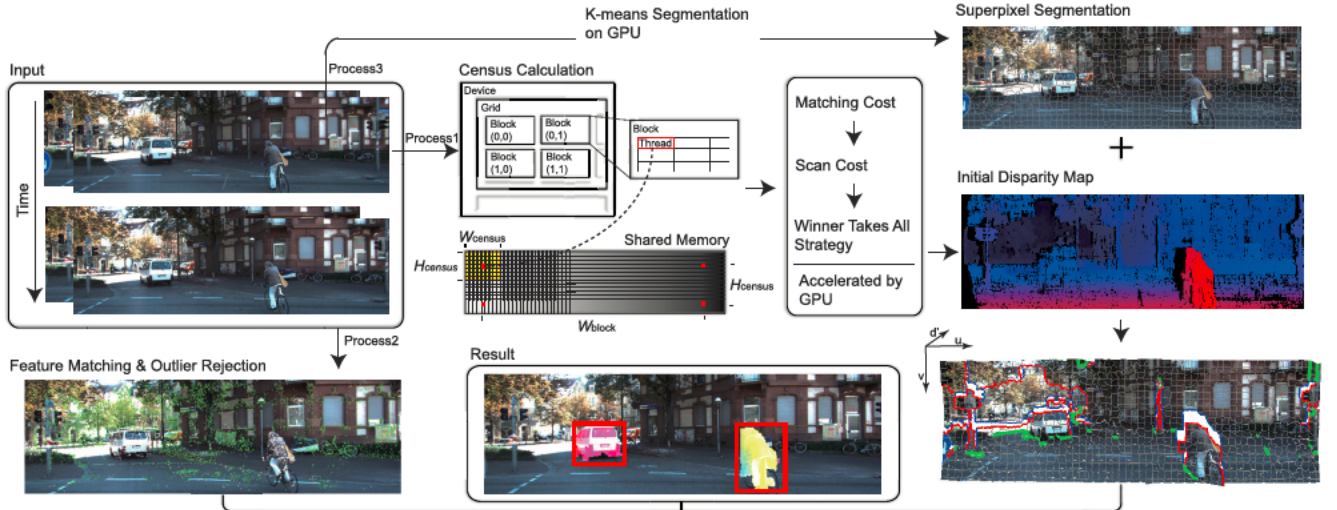 K-means Segmentation
on GPU
Superpixel Segmentation
Input
Process3
Census Calculation
Device
Grid
Block
(0,0)
Block
(0,1)
Block
(1,0)
Block
(1,1)
Block
Thread
Process1
Time
Matching Cost
Scan Cost
Winner Takes All
Strategy
Accelerated by
GPU
Initial Disparity Map
Wcensus
Shared Memory
Hcensus
Hcensus
Wblock
Process2
Feature Matching & Outlier Rejection
Result
d'
u
v